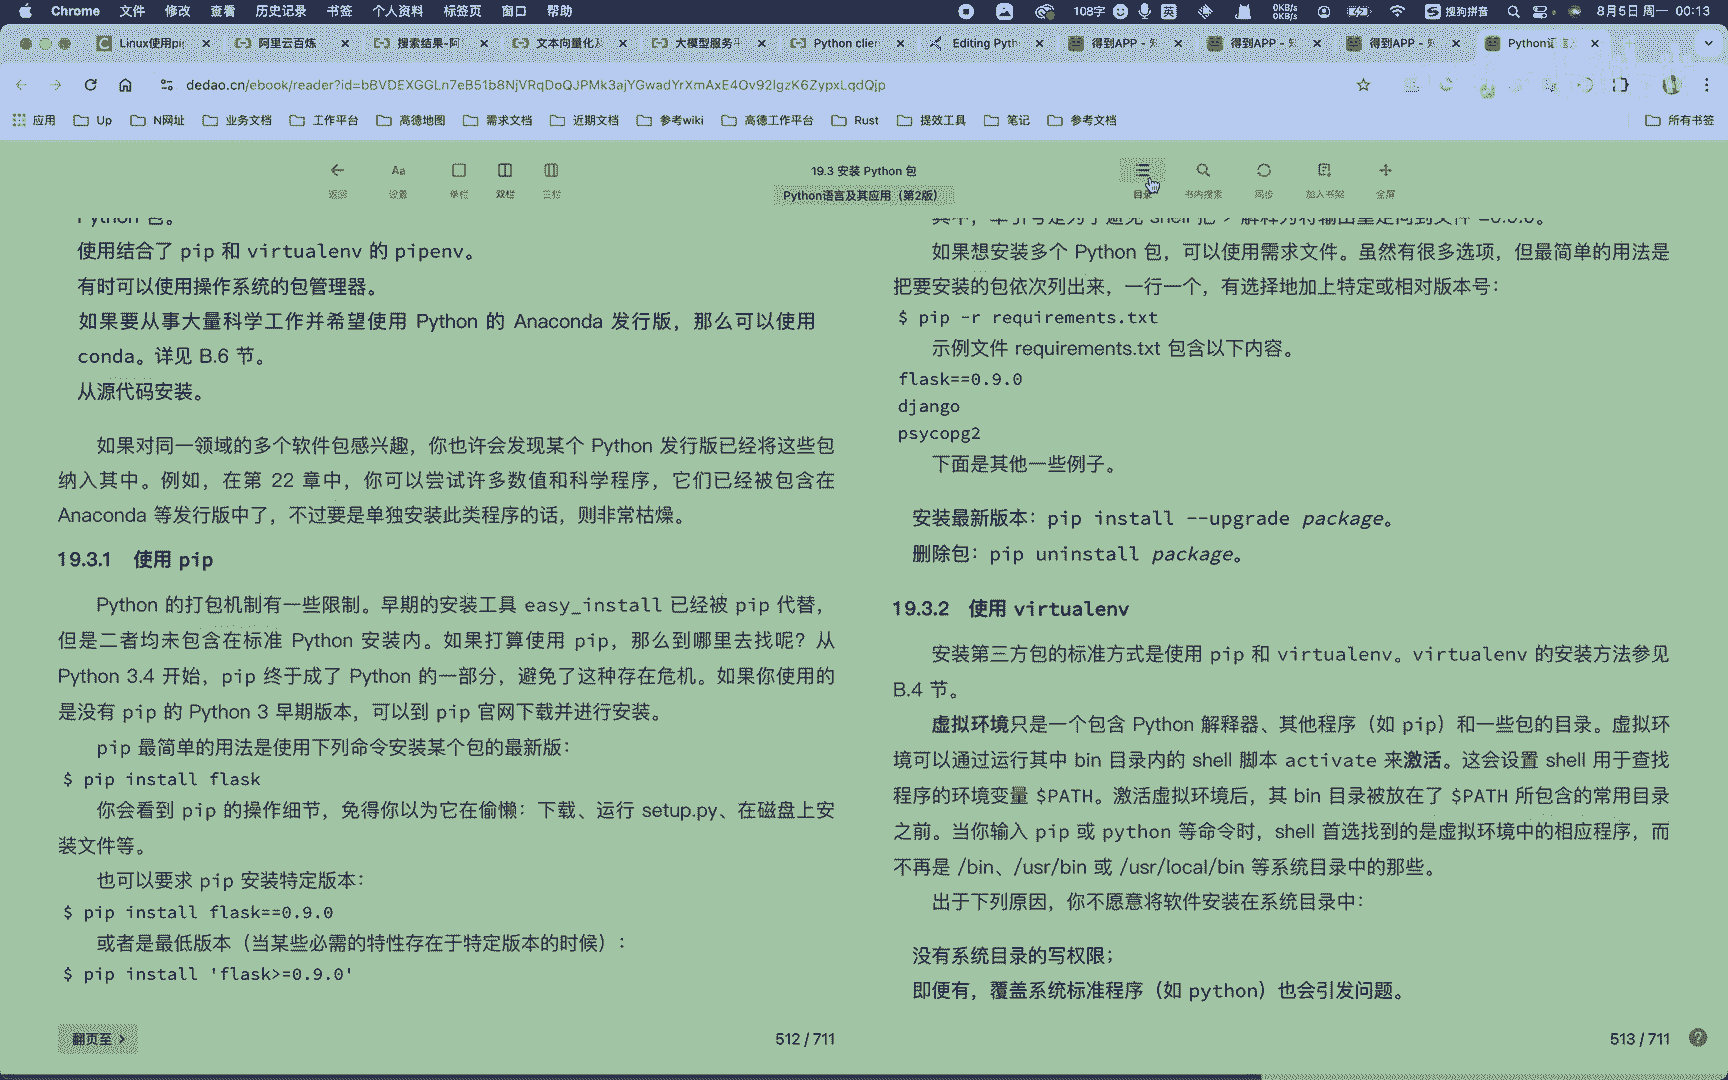 Chrome 文件 修改 查看 历史记录 书签 个人资料 标签页 窗口 帮助 108字 英 0KB/s 0KB/s 搜狗拼音 8月5日 周一 00:13
Linux使用pip 阿里云百炼 搜索结果-阿 文本向量化 大模型服务平 Python clien Editing Pyth 得到APP - 得到APP - 得到APP - Python语言
dedao.cn/ebook/reader?id=bBVDEXGGLn7eB51b8NjVRqDoQJPMk3ajYGwadYrXmAxE4Ov92lgzK6ZypxLqdQjp
应用 Up N网址 业务文档 工作平台 高德地图 需求文档 近期文档 参考wiki 高德工作平台 Rust 提效工具 笔记 参考文档 所有书签
19.3 安装 Python 包
返回 设置 单栏 双栏 三栏 Python语言及其应用（第2版） 目录 书内搜索 同步 加入书架 全屏
Python 包。
使用结合了 pip 和 virtualenv 的 pipenv。
有时可以使用操作系统的包管理器。
如果要从事大量科学工作并希望使用 Python 的 Anaconda 发行版，那么可以使用
conda。详见 B.6 节。
从源代码安装。
如果对同一领域的多个软件包感兴趣，你也许会发现某个 Python 发行版已经将这些包
纳入其中。例如，在第 22 章中，你可以尝试许多数值和科学程序，它们已经被包含在
Anaconda 等发行版中了，不过要是单独安装此类程序的话，则非常枯燥。
19.3.1 使用 pip
Python 的打包机制有一些限制。早期的安装工具 easy_install 已经被 pip 代替，
但是二者均未包含在标准 Python 安装内。如果打算使用 pip，那么到哪里去找呢？从
Python 3.4 开始，pip 终于成了 Python 的一部分，避免了这种存在危机。如果你使用的
是没有 pip 的 Python 3 早期版本，可以到 pip 官网下载并进行安装。
pip 最简单的用法是使用下列命令安装某个包的最新版：
$ pip install flask
你会看到 pip 的操作细节，免得你以为它在偷懒：下载、运行 setup.py、在磁盘上安
装文件等。
也可以要求 pip 安装特定版本：
$ pip install flask==0.9.0
或者是最低版本（当某些必需的特性存在于特定版本的时候）：
$ pip install 'flask>=0.9.0'
翻页至 >
512 / 711
其中，单引号是为了避免 shell 把 > 解释为将输出重定向到文件 =0.9.0。
如果想安装多个 Python 包，可以使用需求文件。虽然有很多选项，但最简单的用法是
把要安装的包依次列出来，一行一个，有选择地加上特定或相对版本号：
$ pip -r requirements.txt
示例文件 requirements.txt 包含以下内容。
flask==0.9.0
django
psycopg2
下面是其他一些例子。
安装最新版本：pip install --upgrade package。
删除包：pip uninstall package。
19.3.2 使用 virtualenv
安装第三方包的标准方式是使用 pip 和 virtualenv。virtualenv 的安装方法参见
B.4 节。
虚拟环境只是一个包含 Python 解释器、其他程序（如 pip）和一些包的目录。虚拟环
境可以通过运行其中 bin 目录内的 shell 脚本 activate 来激活。这会设置 shell 用于查找
程序的环境变量 $PATH。激活虚拟环境后，其 bin 目录被放在了 $PATH 所包含的常用目录
之前。当你输入 pip 或 python 等命令时，shell 首选找到的是虚拟环境中的相应程序，而
不再是 /bin、/usr/bin 或 /usr/local/bin 等系统目录中的那些。
出于下列原因，你不愿意将软件安装在系统目录中：
没有系统目录的写权限；
即便有，覆盖系统标准程序（如 python）也会引发问题。
513 / 711